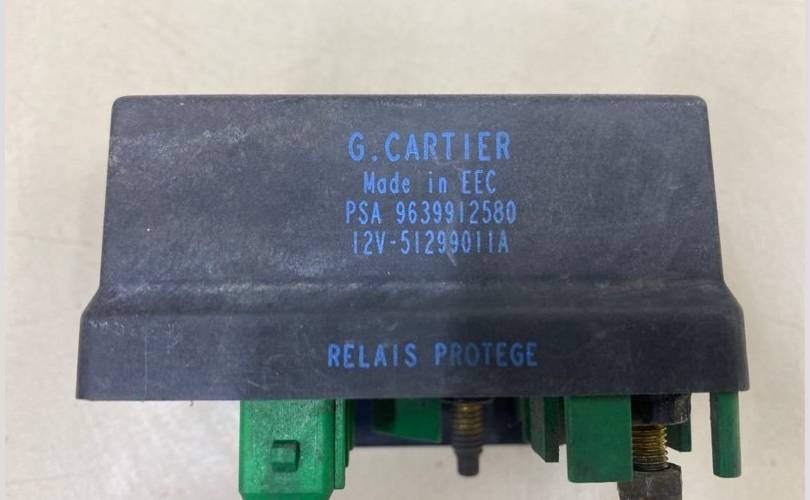 G.CARTIER
Made in EEC
PSA 9639912580
12V-51299011A
RELAIS PROTEGE